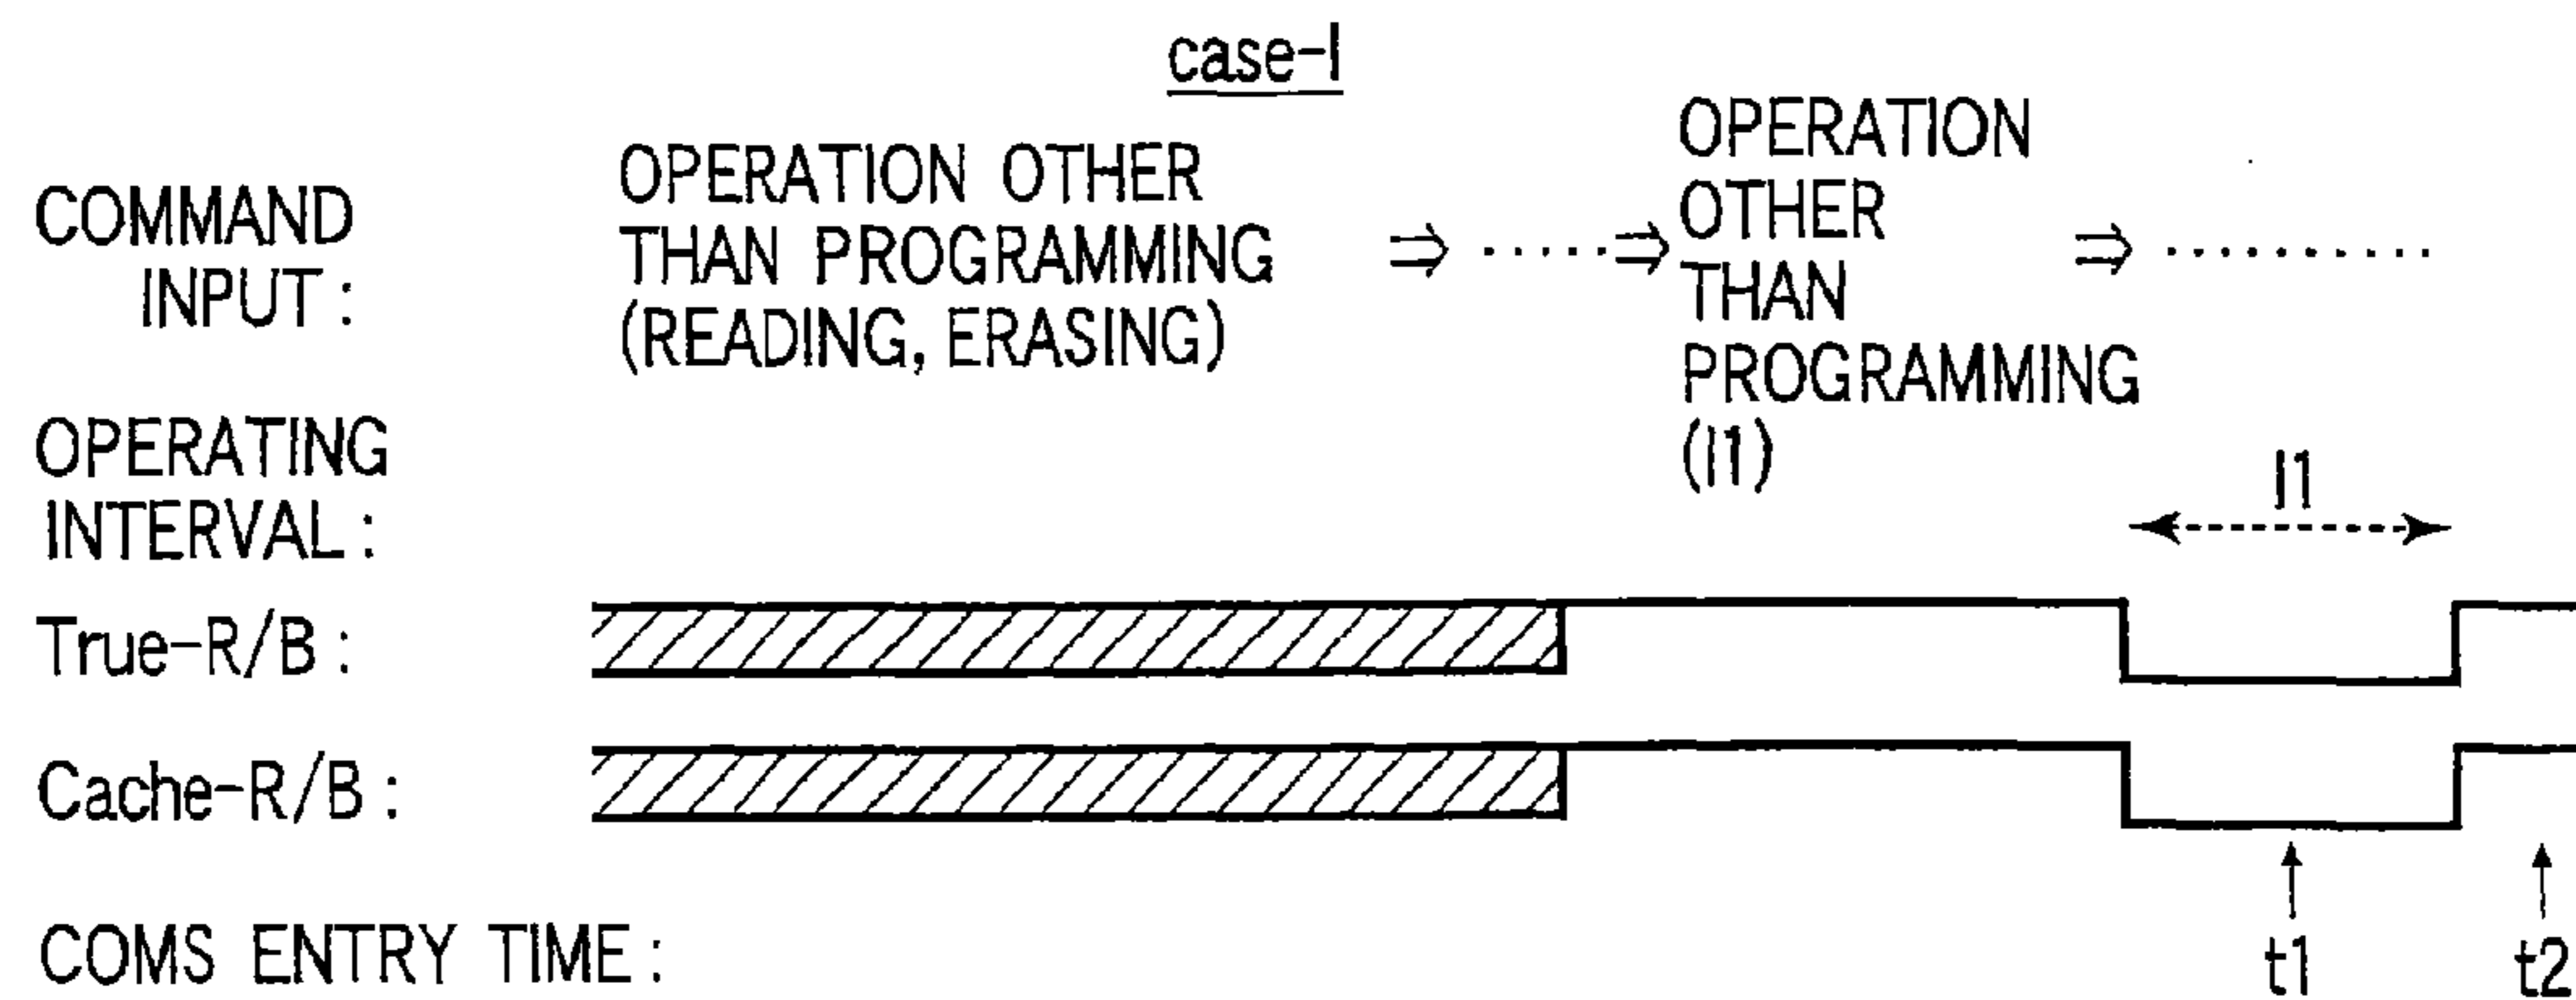 case-I
COMMAND
INPUT :
OPERATION OTHER
THAN PROGRAMMING
(READING, ERASING)
⇒ ····· ⇒
OPERATION
OTHER
THAN
PROGRAMMING
(I1)
⇒ ··········
OPERATING
INTERVAL :
I1
True-R/B :
Cache-R/B :
COMS ENTRY TIME :
t1
t2